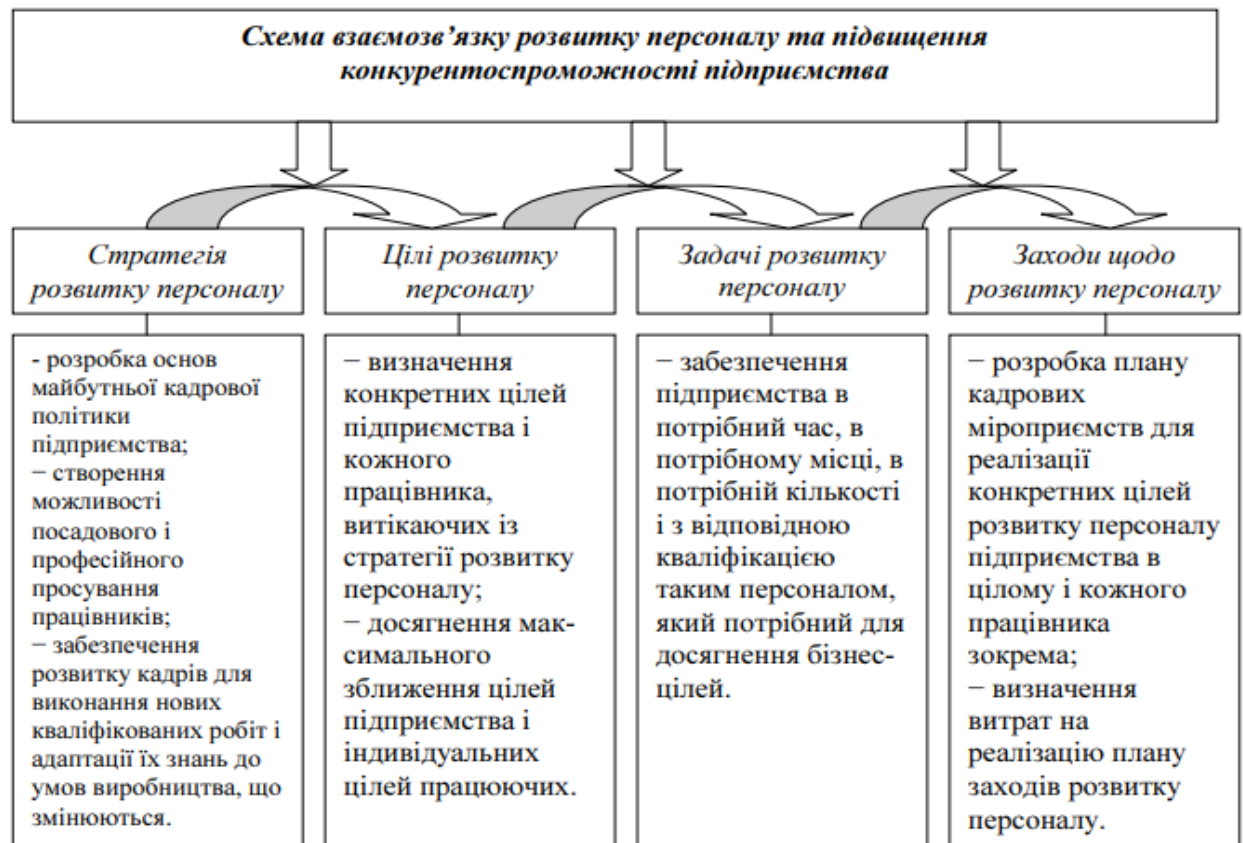 Схема взаємозв’язку розвитку персоналу та підвищення
конкурентоспроможності підприємства
Стратегія
розвитку персоналу
Цілі розвитку
персоналу
Задачі розвитку
персоналу
Заходи щодо
розвитку персоналу
- розробка основ
майбутньої кадрової
політики
підприємства;
− створення
можливості
посадового і
професійного
просування
працівників;
− забезпечення
розвитку кадрів для
виконання нових
кваліфікованих робіт і
адаптації їх знань до
умов виробництва, що
змінюються.
− визначення
конкретних цілей
підприємства і
кожного
працівника,
витікаючих із
стратегії розвитку
персоналу;
− досягнення мак-
симального
зближення цілей
підприємства і
індивідуальних
цілей працюючих.
− забезпечення
підприємства в
потрібний час, в
потрібному місці, в
потрібній кількості
і з відповідною
кваліфікацією
таким персоналом,
який потрібний для
досягнення бізнес-
цілей.
− розробка плану
кадрових
міроприємств для
реалізації
конкретних цілей
розвитку персоналу
підприємства в
цілому і кожного
працівника
зокрема;
− визначення
витрат на
реалізацію плану
заходів розвитку
персоналу.